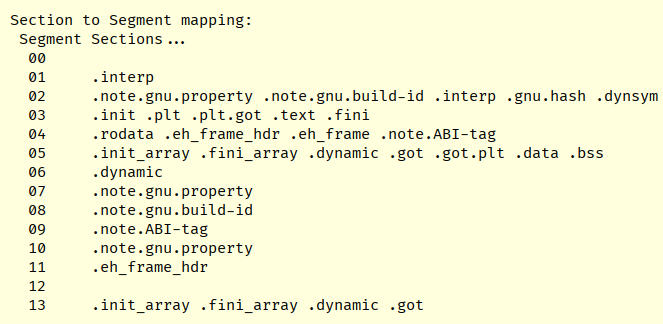 Section to Segment mapping:
Segment Sections...
00
01 .interp
02 .note.gnu.property .note.gnu.build-id .interp .gnu.hash .dynsym
03 .init .plt .plt.got .text .fini
04 .rodata .eh_frame_hdr .eh_frame .note.ABI-tag
05 .init_array .fini_array .dynamic .got .got.plt .data .bss
06 .dynamic
07 .note.gnu.property
08 .note.gnu.build-id
09 .note.ABI-tag
10 .note.gnu.property
11 .eh_frame_hdr
12
13 .init_array .fini_array .dynamic .got